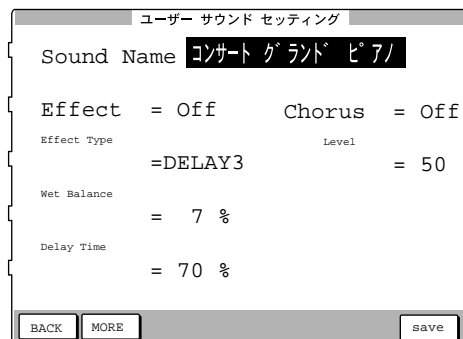 ユーザー サウンド セッティング
Sound Name コンサート グランド ピアノ
Effect = Off Chorus = Off
Effect Type Level
=DELAY3 = 50
Wet Balance
= 7 %
Delay Time
= 70 %
BACK MORE save